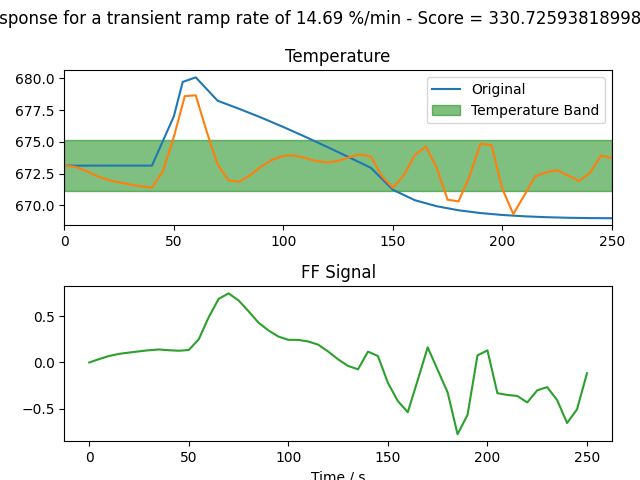 sponse for a transient ramp rate of 14.69 %/min - Score = 330.72593818998
Temperature
680.0
677.5
675.0
672.5
670.0
Original
Temperature Band
0 50 100 150 200 250
FF Signal
0.5
0.0
−0.5
0 50 100 150 200 250
Time / s